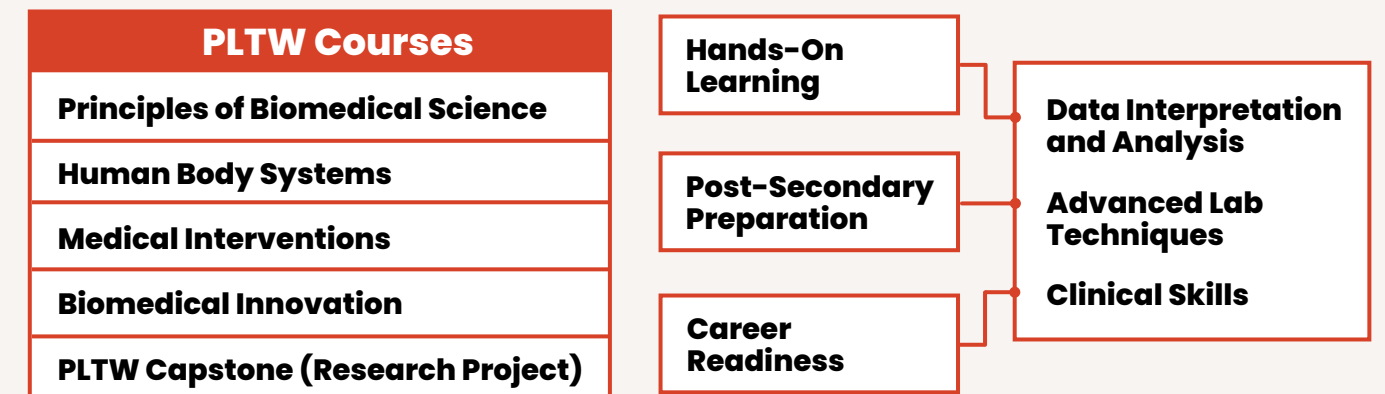 PLTW Courses
Principles of Biomedical Science
Human Body Systems
Medical Interventions
Biomedical Innovation
PLTW Capstone (Research Project)
Hands-On
Learning
Post-Secondary
Preparation
Career
Readiness
Data Interpretation
and Analysis
Advanced Lab
Techniques
Clinical Skills